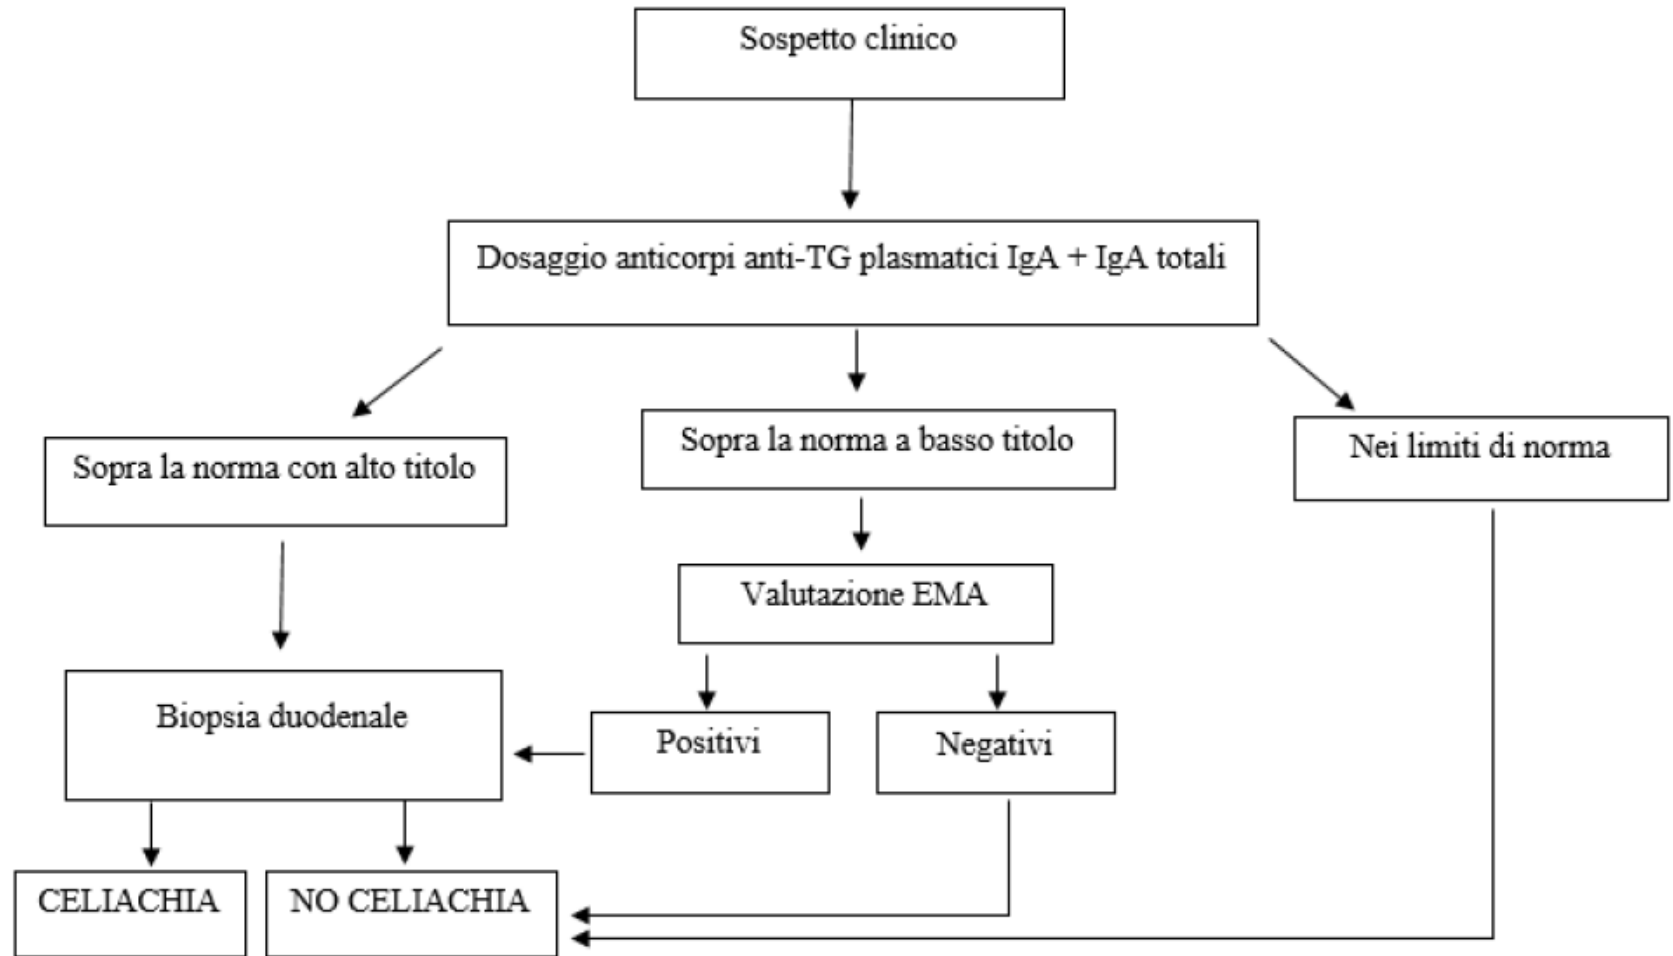 Sospetto clinico
Dosaggio anticorpi anti-TG plasmatici IgA + IgA totali
Sopra la norma con alto titolo
Sopra la norma a basso titolo
Nei limiti di norma
Valutazione EMA
Biopsia duodenale
Positivi
Negativi
CELIACHIA
NO CELIACHIA